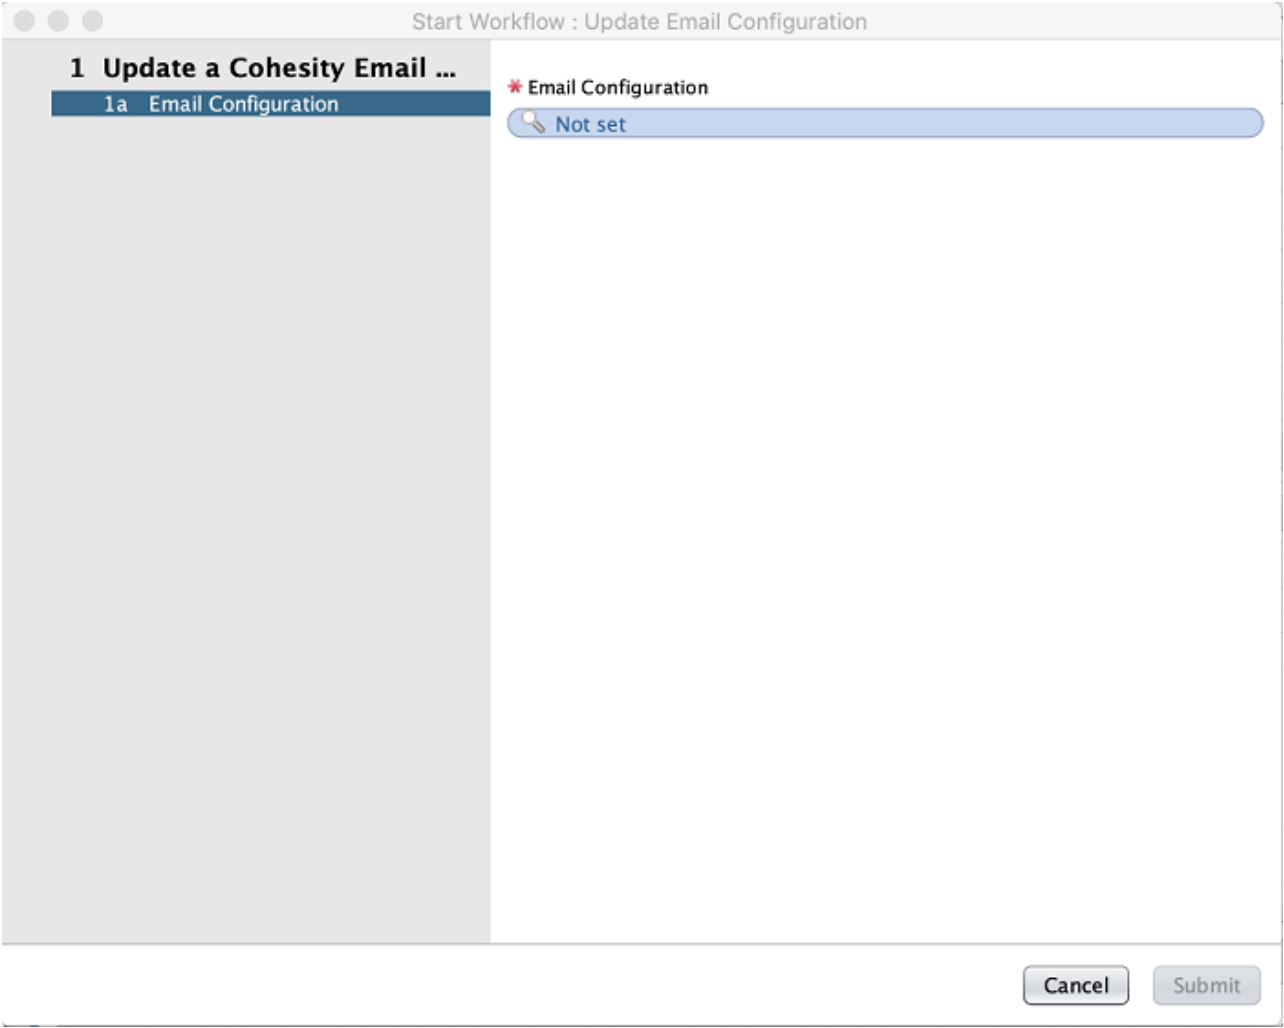 Start Workflow : Update Email Configuration
1 Update a Cohesity Email ...
1a Email Configuration
* Email Configuration
Not set
Cancel
Submit